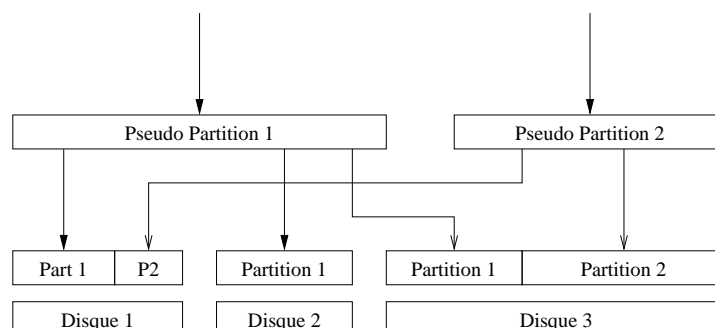 Pseudo Partition 1
Pseudo Partition 2
Part 1
P2
Partition 1
Partition 1
Partition 2
Disque 1
Disque 2
Disque 3